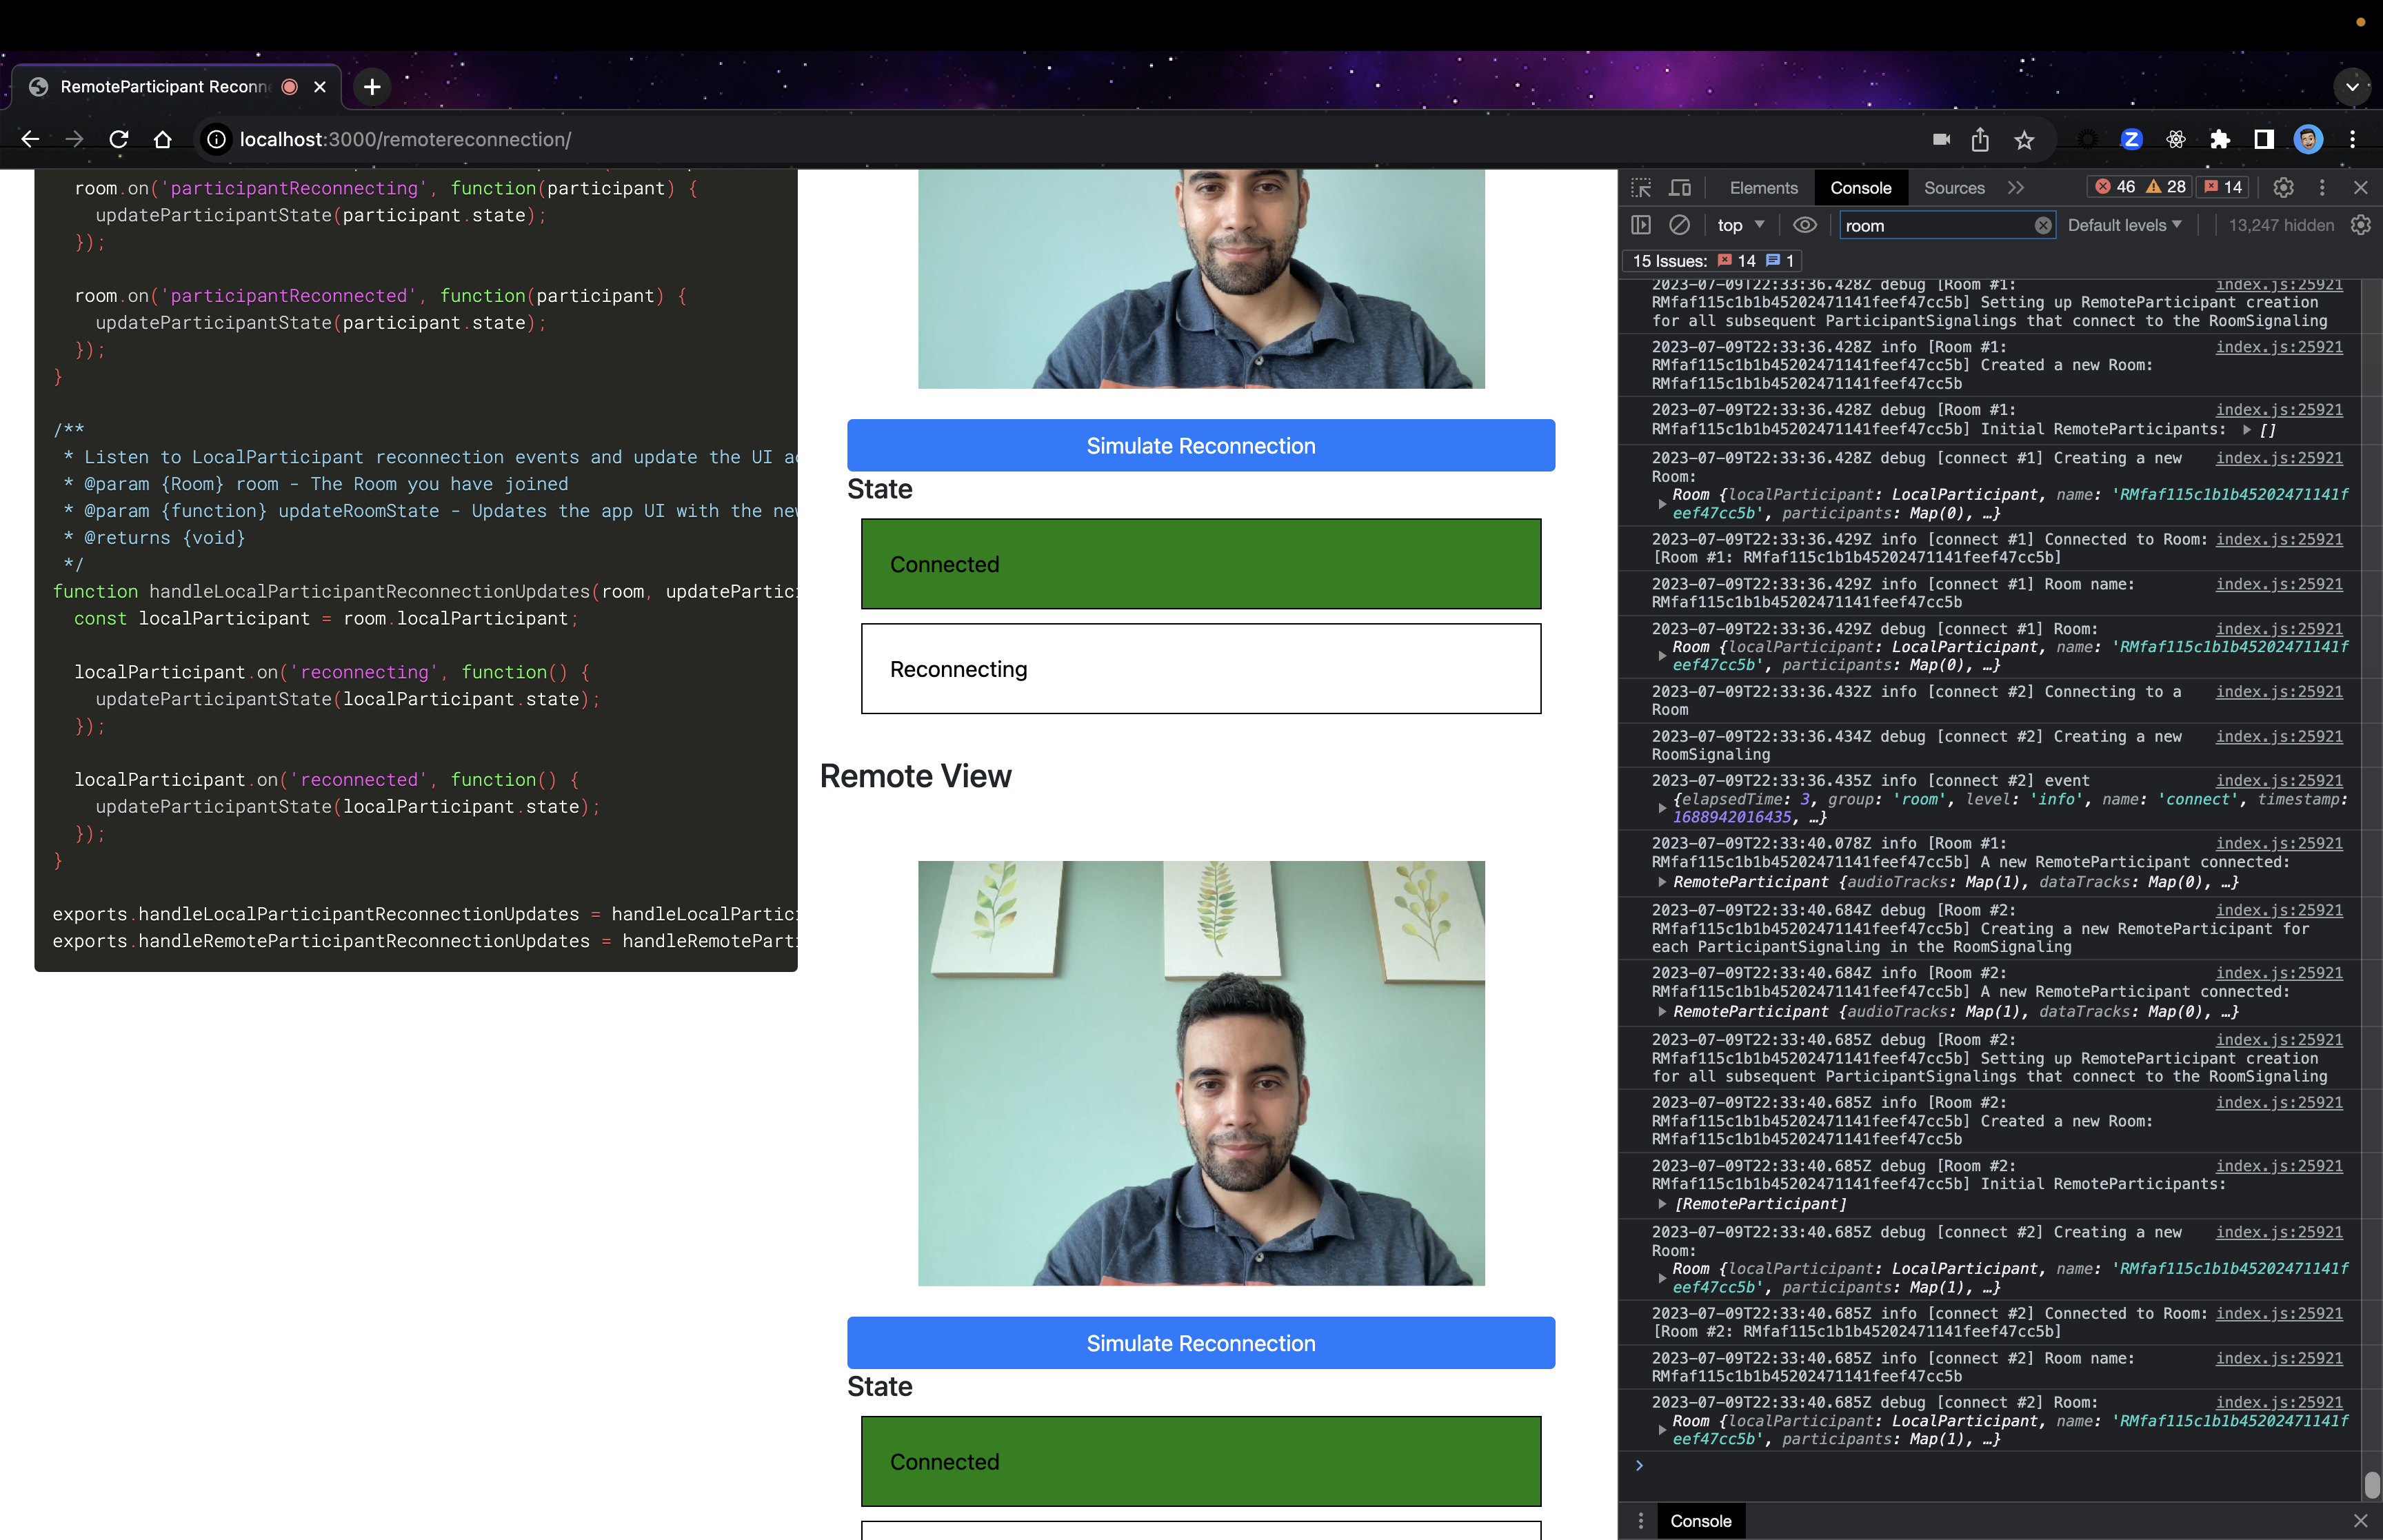 RemoteParticipant Reconn
localhost:3000/remotereconnection/
room.on('participantReconnecting', function(participant) {
updateParticipantState(participant.state);
});
room.on('participantReconnected', function(participant) {
updateParticipantState(participant.state);
});
}
/**
* Listen to LocalParticipant reconnection events and update the UI a
* @param {Room} room - The Room you have joined
* @param {function} updateRoomState - Updates the app UI with the ne
* @returns {void}
*/
function handleLocalParticipantReconnectionUpdates(room, updatePartici
const localParticipant = room.localParticipant;
localParticipant.on('reconnecting', function() {
updateParticipantState(localParticipant.state);
});
localParticipant.on('reconnected', function() {
updateParticipantState(localParticipant.state);
});
}
exports.handleLocalParticipantReconnectionUpdates = handleLocalPartici
exports.handleRemoteParticipantReconnectionUpdates = handleRemoteParti
Simulate Reconnection
State
Connected
Reconnecting
Remote View
Simulate Reconnection
State
Connected
Elements Console Sources 46 28 14
top room Default levels 13,247 hidden
15 Issues: 14 1
2023-07-09T22:33:36.428Z debug [Room #1: index.js:25921
RMfaf115c1b1b45202471141feef47cc5b] Setting up RemoteParticipant creation
for all subsequent ParticipantSignalings that connect to the RoomSignaling
2023-07-09T22:33:36.428Z info [Room #1: index.js:25921
RMfaf115c1b1b45202471141feef47cc5b] Created a new Room:
RMfaf115c1b1b45202471141feef47cc5b
2023-07-09T22:33:36.428Z debug [Room #1: index.js:25921
RMfaf115c1b1b45202471141feef47cc5b] Initial RemoteParticipants: []
2023-07-09T22:33:36.428Z debug [connect #1] Creating a new index.js:25921
Room:
Room {localParticipant: LocalParticipant, name: 'RMfaf115c1b1b45202471141f
eef47cc5b', participants: Map(0), …}
2023-07-09T22:33:36.429Z info [connect #1] Connected to Room: index.js:25921
[Room #1: RMfaf115c1b1b45202471141feef47cc5b]
2023-07-09T22:33:36.429Z info [connect #1] Room name: index.js:25921
RMfaf115c1b1b45202471141feef47cc5b
2023-07-09T22:33:36.429Z debug [connect #1] Room: index.js:25921
Room {localParticipant: LocalParticipant, name: 'RMfaf115c1b1b45202471141f
eef47cc5b', participants: Map(0), …}
2023-07-09T22:33:36.432Z info [connect #2] Connecting to a index.js:25921
Room
2023-07-09T22:33:36.434Z debug [connect #2] Creating a new index.js:25921
RoomSignaling
2023-07-09T22:33:36.435Z info [connect #2] event index.js:25921
{elapsedTime: 3, group: 'room', level: 'info', name: 'connect', timestamp:
1688942016435, …}
2023-07-09T22:33:40.078Z info [Room #1: index.js:25921
RMfaf115c1b1b45202471141feef47cc5b] A new RemoteParticipant connected:
RemoteParticipant {audioTracks: Map(1), dataTracks: Map(0), …}
2023-07-09T22:33:40.684Z debug [Room #2: index.js:25921
RMfaf115c1b1b45202471141feef47cc5b] Creating a new RemoteParticipant for
each ParticipantSignaling in the RoomSignaling
2023-07-09T22:33:40.684Z info [Room #2: index.js:25921
RMfaf115c1b1b45202471141feef47cc5b] A new RemoteParticipant connected:
RemoteParticipant {audioTracks: Map(1), dataTracks: Map(0), …}
2023-07-09T22:33:40.685Z debug [Room #2: index.js:25921
RMfaf115c1b1b45202471141feef47cc5b] Setting up RemoteParticipant creation
for all subsequent ParticipantSignalings that connect to the RoomSignaling
2023-07-09T22:33:40.685Z info [Room #2: index.js:25921
RMfaf115c1b1b45202471141feef47cc5b] Created a new Room:
RMfaf115c1b1b45202471141feef47cc5b
2023-07-09T22:33:40.685Z debug [Room #2: index.js:25921
RMfaf115c1b1b45202471141feef47cc5b] Initial RemoteParticipants:
[RemoteParticipant]
2023-07-09T22:33:40.685Z debug [connect #2] Creating a new index.js:25921
Room:
Room {localParticipant: LocalParticipant, name: 'RMfaf115c1b1b45202471141f
eef47cc5b', participants: Map(1), …}
2023-07-09T22:33:40.685Z info [connect #2] Connected to Room: index.js:25921
[Room #2: RMfaf115c1b1b45202471141feef47cc5b]
2023-07-09T22:33:40.685Z info [connect #2] Room name: index.js:25921
RMfaf115c1b1b45202471141feef47cc5b
2023-07-09T22:33:40.685Z debug [connect #2] Room: index.js:25921
Room {localParticipant: LocalParticipant, name: 'RMfaf115c1b1b45202471141f
eef47cc5b', participants: Map(1), …}
Console